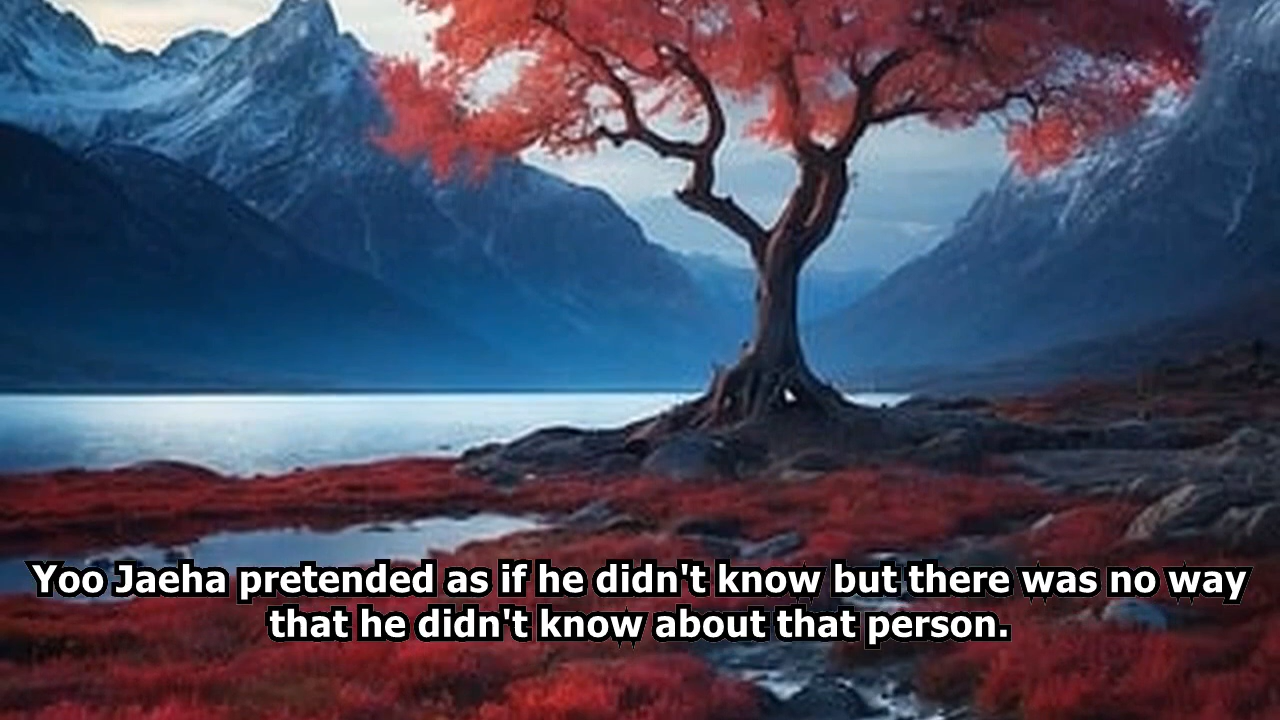 Yoo Jaeha pretended as if he didn't know but there was no way
that he didn't know about that person.